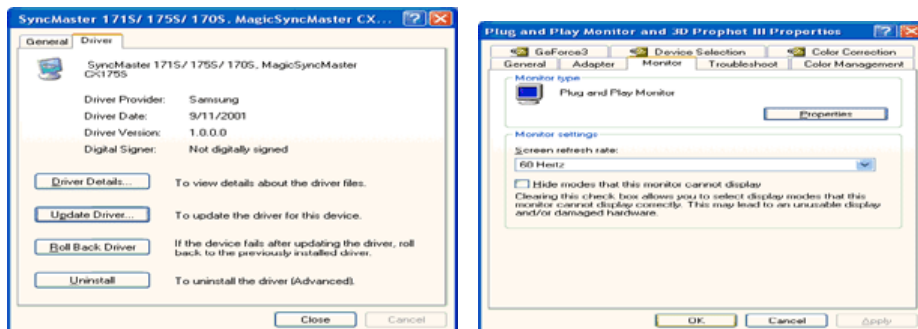 SyncMaster 171S/ 175S/ 170S, MagicSyncMaster CX...
General Driver
SyncMaster 171S/ 175S/ 170S, MagicSyncMaster
CX175S
Driver Provider: Samsung
Driver Date: 9/11/2001
Driver Version: 1.0.0.0
Digital Signer: Not digitally signed
Driver Details... To view details about the driver files.
Update Driver... To update the driver for this device.
Roll Back Driver If the device fails after updating the driver, roll
back to the previously installed driver.
Uninstall To uninstall the driver (Advanced).
Close Cancel
Plug and Play Monitor and 3D Prophet III Properties
GeForce3 Device Selection Color Correction
General Adapter Monitor Troubleshoot Color Management
Monitor type
Plug and Play Monitor
Properties
Monitor settings
Screen refresh rate:
60 Hertz
Hide modes that this monitor cannot display
Clearing this check box allows you to select display modes that this
monitor cannot display correctly. This may lead to an unusable display
and/or damaged hardware.
OK Cancel Apply